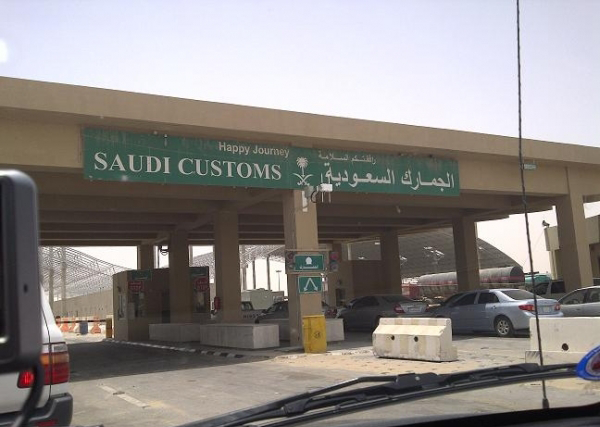 Happy Journey
رافقتكم السلامة
SAUDI CUSTOMS
الجمارك السعودية